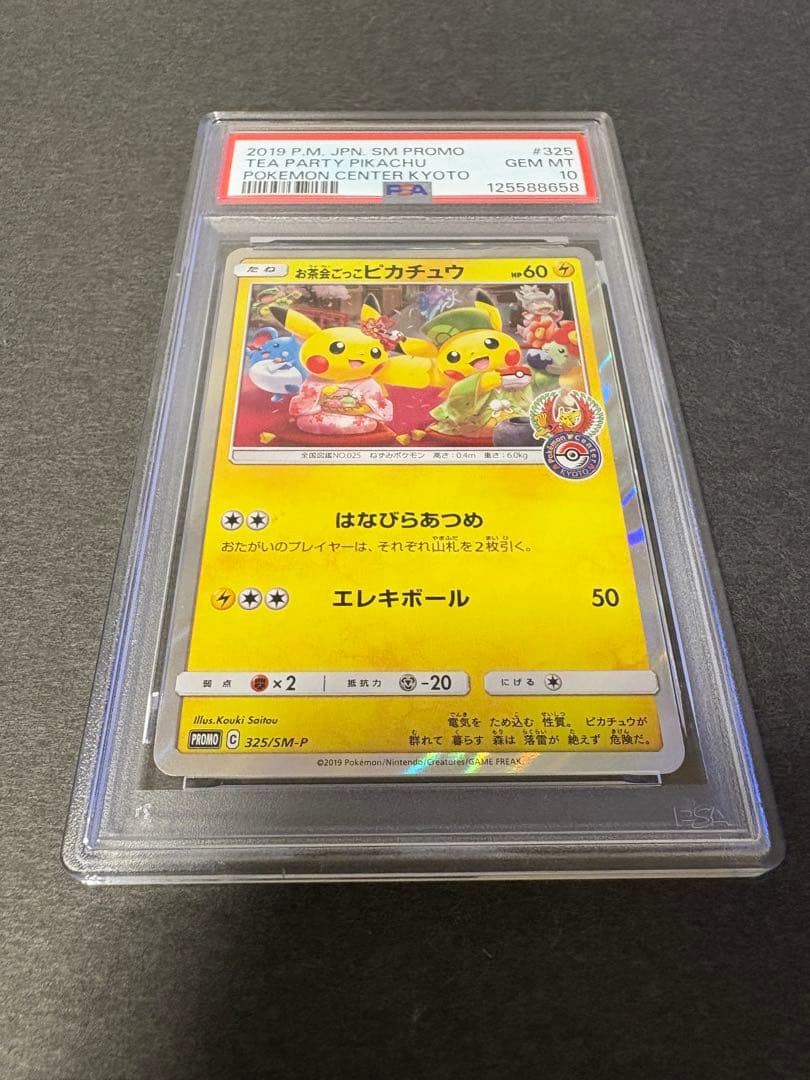 2019 P.M. JPN. SM PROMO #325
TEA PARTY PIKACHU GEM MT
POKEMON CENTER KYOTO 10
PSA 125588658
たね お茶会ごっこピカチュウ HP60
Pokémon Center
KYOTO
全国図鑑NO.025 ねずみポケモン 高さ:0.4m 重さ:6.0kg
はなびらあつめ
おたがいのプレイヤーは、それぞれ山札を2枚引く。
エレキボール 50
弱点 ×2 抵抗力 -20 にげる
Illus.Kouki Saitou
電気を ため込む 性質。 ピカチュウが
群れて 暮らす 森は 落雷が 絶えず 危険だ。
PROMO C 325/SM-P
©2019 Pokémon/Nintendo/Creatures/GAME FREAK.
PSA